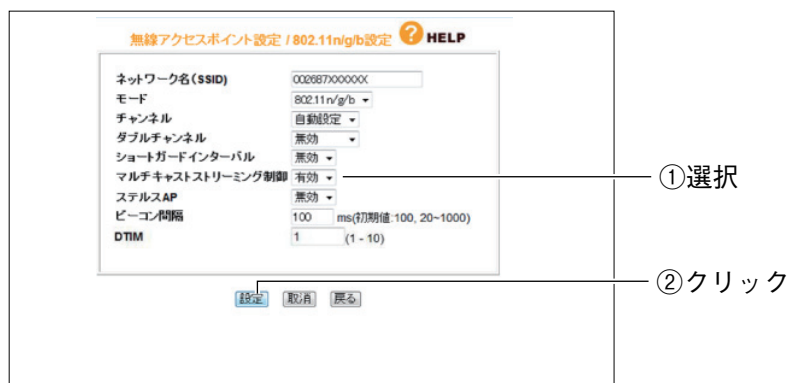 無線アクセスポイント設定 / 802.11n/g/b設定 ? HELP
ネットワーク名(SSID) 002687XXXXXX
モード 802.11 n/g/b
チャンネル 自動設定
ダブルチャンネル 無効
ショートガードインターバル 無効
マルチキャストストリーミング制御 有効
①選択
ステルスAP 無効
ビーコン間隔 100 ms(初期値:100, 20~1000)
DTIM 1 (1 - 10)
②クリック
設定 取消 戻る